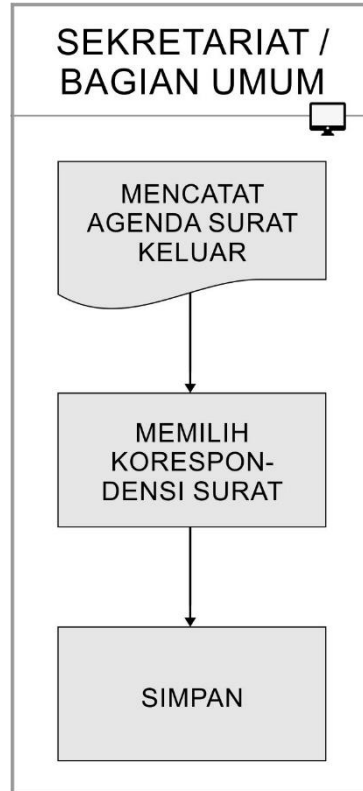 SEKRETARIAT /
BAGIAN UMUM
MENCATAT
AGENDA SURAT
KELUAR
MEMILIH
KORESPON-
DENSI SURAT
SIMPAN